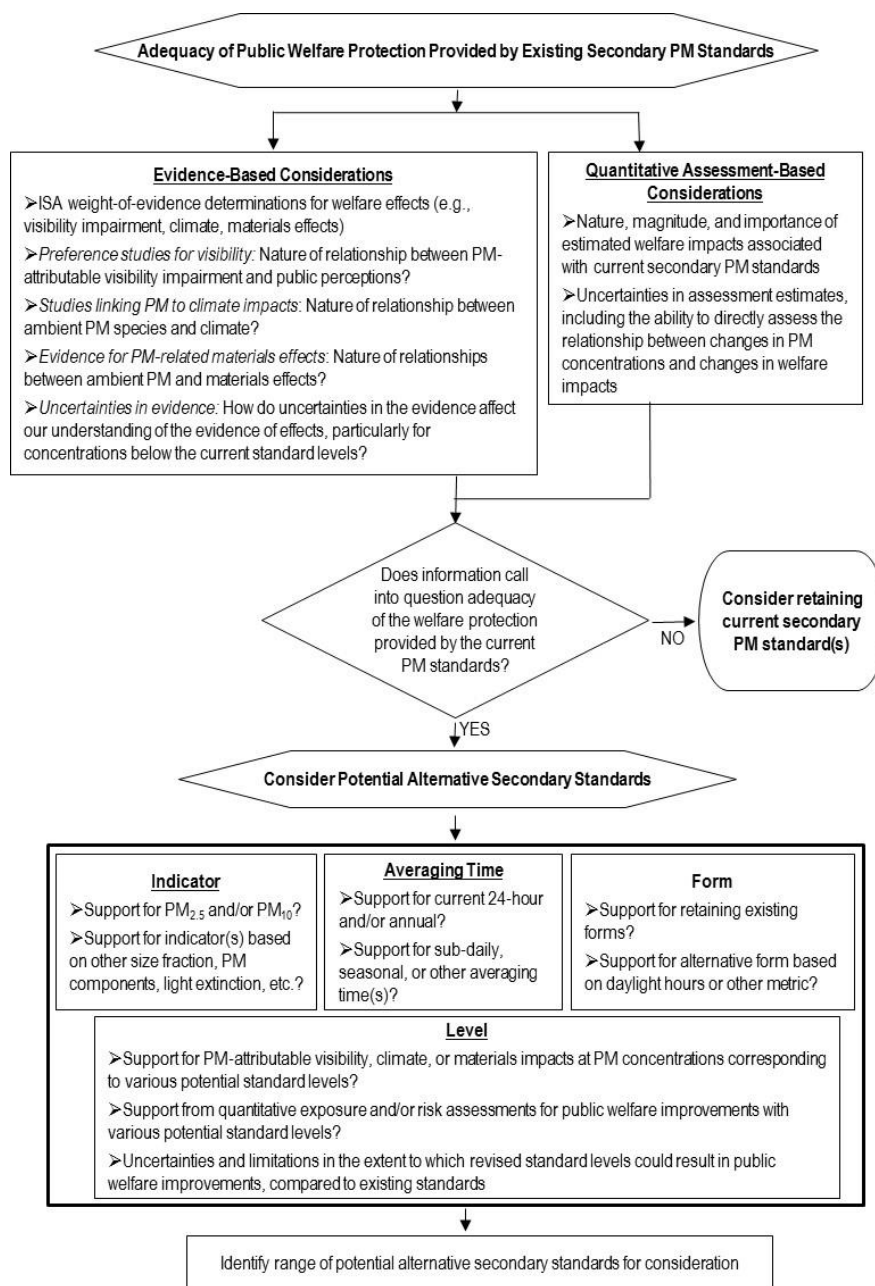 Adequacy of Public Welfare Protection Provided by Existing Secondary PM Standards
Evidence-Based Considerations
➢ISA weight-of-evidence determinations for welfare effects (e.g.,
visibility impairment, climate, materials effects)
➢Preference studies for visibility: Nature of relationship between PM-
attributable visibility impairment and public perceptions?
➢Studies linking PM to climate impacts: Nature of relationship between
ambient PM species and climate?
➢Evidence for PM-related materials effects: Nature of relationships
between ambient PM and materials effects?
➢Uncertainties in evidence: How do uncertainties in the evidence affect
our understanding of the evidence of effects, particularly for
concentrations below the current standard levels?
Quantitative Assessment-Based
Considerations
➢Nature, magnitude, and importance of
estimated welfare impacts associated
with current secondary PM standards
➢Uncertainties in assessment estimates,
including the ability to directly assess the
relationship between changes in PM
concentrations and changes in welfare
impacts
Does information call
into question adequacy
of the welfare protection
provided by the current
PM standards?
NO
Consider retaining
current secondary
PM standard(s)
YES
Consider Potential Alternative Secondary Standards
Indicator
➢Support for PM2.5 and/or PM10?
➢Support for indicator(s) based
on other size fraction, PM
components, light extinction, etc.?
Averaging Time
➢Support for current 24-hour
and/or annual?
➢Support for sub-daily,
seasonal, or other averaging
time(s)?
Form
➢Support for retaining existing
forms?
➢Support for alternative form based
on daylight hours or other metric?
Level
➢Support for PM-attributable visibility, climate, or materials impacts at PM concentrations corresponding
to various potential standard levels?
➢Support from quantitative exposure and/or risk assessments for public welfare improvements with
various potential standard levels?
➢Uncertainties and limitations in the extent to which revised standard levels could result in public
welfare improvements, compared to existing standards
Identify range of potential alternative secondary standards for consideration